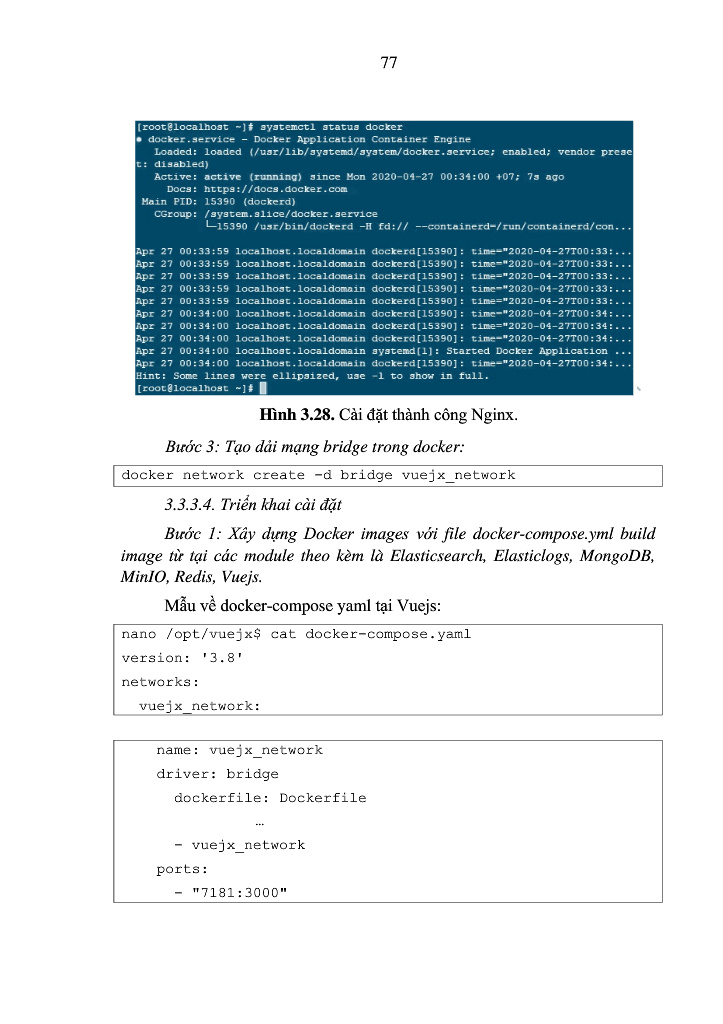 77
[root@localhost ~]# systemctl status docker
● docker.service - Docker Application Container Engine
Loaded: loaded (/usr/lib/systemd/system/docker.service; enabled; vendor prese
t: disabled)
Active: active (running) since Mon 2020-04-27 00:34:00 +07; 7s ago
Docs: https://docs.docker.com
Main PID: 15390 (dockerd)
CGroup: /system.slice/docker.service
└─15390 /usr/bin/dockerd -H fd:// --containerd=/run/containerd/con...
Apr 27 00:33:59 localhost.localdomain dockerd[15390]: time="2020-04-27T00:33:...
Apr 27 00:33:59 localhost.localdomain dockerd[15390]: time="2020-04-27T00:33:...
Apr 27 00:33:59 localhost.localdomain dockerd[15390]: time="2020-04-27T00:33:...
Apr 27 00:33:59 localhost.localdomain dockerd[15390]: time="2020-04-27T00:33:...
Apr 27 00:33:59 localhost.localdomain dockerd[15390]: time="2020-04-27T00:33:...
Apr 27 00:34:00 localhost.localdomain dockerd[15390]: time="2020-04-27T00:34:...
Apr 27 00:34:00 localhost.localdomain dockerd[15390]: time="2020-04-27T00:34:...
Apr 27 00:34:00 localhost.localdomain dockerd[15390]: time="2020-04-27T00:34:...
Apr 27 00:34:00 localhost.localdomain systemd[1]: Started Docker Application ...
Apr 27 00:34:00 localhost.localdomain dockerd[15390]: time="2020-04-27T00:34:...
Hint: Some lines were ellipsized, use -l to show in full.
[root@localhost ~]#
Hình 3.28. Cài đặt thành công Nginx.
Bước 3: Tạo dải mạng bridge trong docker:
docker network create -d bridge vuejx_network
3.3.3.4. Triển khai cài đặt
Bước 1: Xây dựng Docker images với file docker-compose.yml build
image từ tại các module theo kèm là Elasticsearch, Elasticlogs, MongoDB,
MinIO, Redis, Vuejs.
Mẫu về docker-compose yaml tại Vuejs:
nano /opt/vuejx$ cat docker-compose.yaml
version: '3.8'
networks:
vuejx_network:
name: vuejx_network
driver: bridge
dockerfile: Dockerfile
…
- vuejx_network
ports:
- "7181:3000"